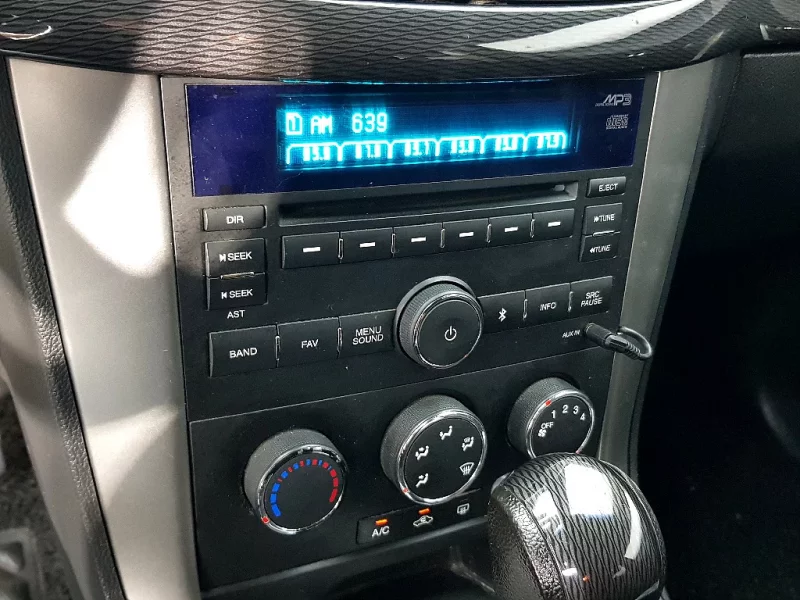 MP3
1 AM 639
EJECT
DIR
TUNE
SEEK
TUNE
SEEK
AST
BAND
FAV
MENU
SOUND
INFO
SRC
PAUSE
AUX IN
OFF 1 2 3 4
A/C